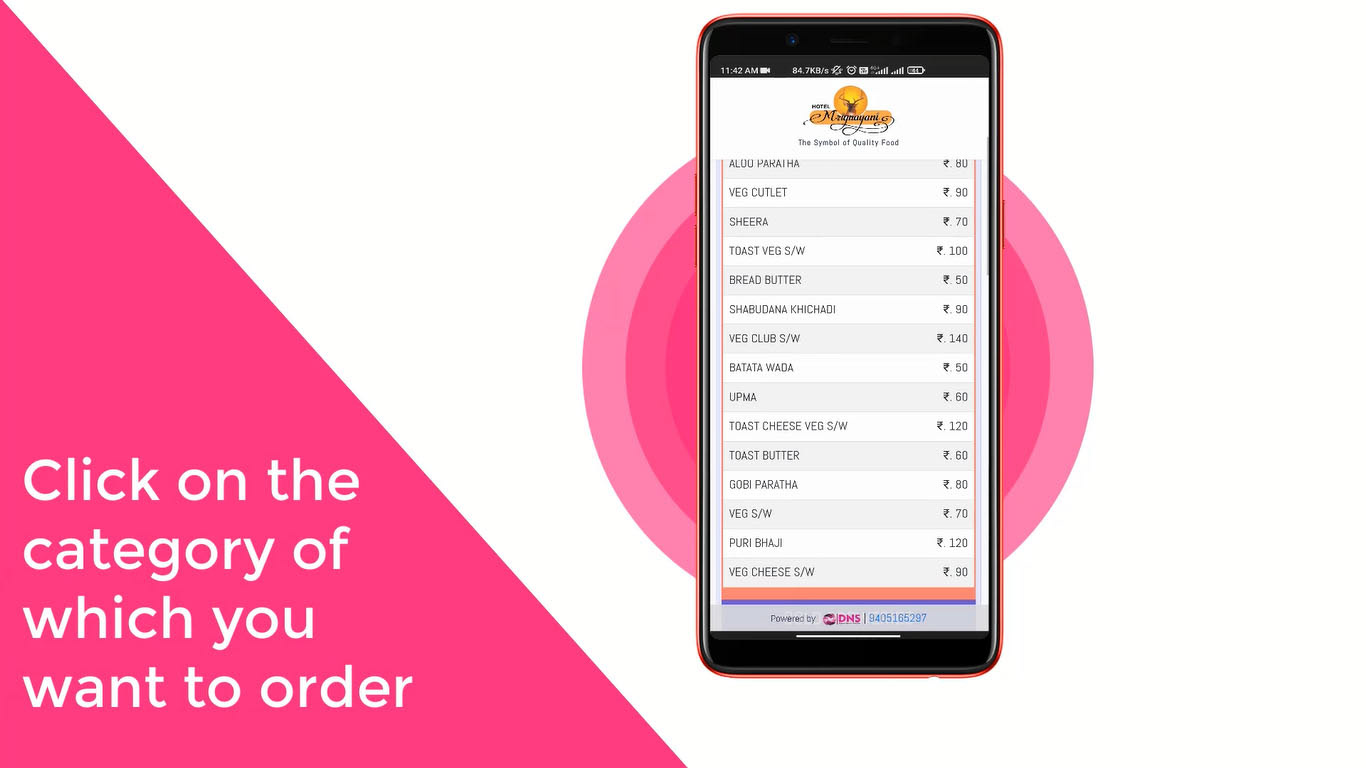 Click on the
category of
which you
want to order
11:42 AM
84.7KB/s
HOTEL
Mrignayani
The Symbol of Quality Food
ALOO PARATHA ₹. 80
VEG CUTLET ₹. 90
SHEERA ₹. 70
TOAST VEG S/W ₹. 100
BREAD BUTTER ₹. 50
SHABUDANA KHICHADI ₹. 90
VEG CLUB S/W ₹. 140
BATATA WADA ₹. 50
UPMA ₹. 60
TOAST CHEESE VEG S/W ₹. 120
TOAST BUTTER ₹. 60
GOBI PARATHA ₹. 80
VEG S/W ₹. 70
PURI BHAJI ₹. 120
VEG CHEESE S/W ₹. 90
Powered by: DNS | 9405165297